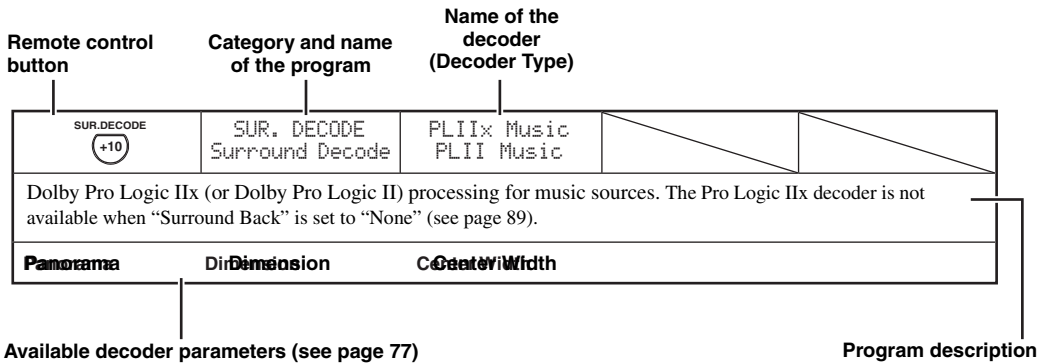 Name of the
decoder
(Decoder Type)
Remote control
button
Category and name
of the program
SUR.DECODE
+10
SUR. DECODE
Surround Decode
PLIIx Music
PLII Music
Dolby Pro Logic IIx (or Dolby Pro Logic II) processing for music sources. The Pro Logic IIx decoder is not
available when “Surround Back” is set to “None” (see page 89).
Panorama
Dimension
Center Width
Available decoder parameters (see page 77)
Program description